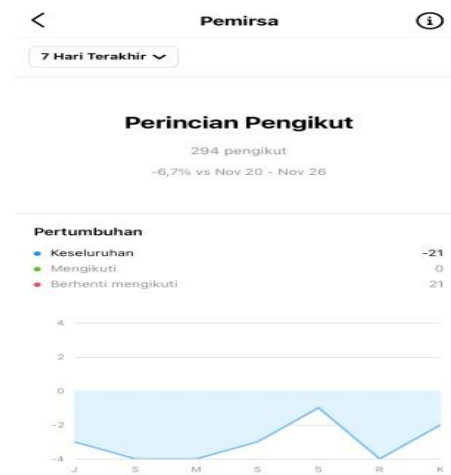 Pemirsa
7 Hari Terakhir
Perincian Pengikut
294 pengikut
-6,7% vs Nov 20 - Nov 26
Pertumbuhan
Keseluruhan -21
Mengikuti 0
Berhenti mengikuti 21
4
2
0
-2
-4
J S M S S R K